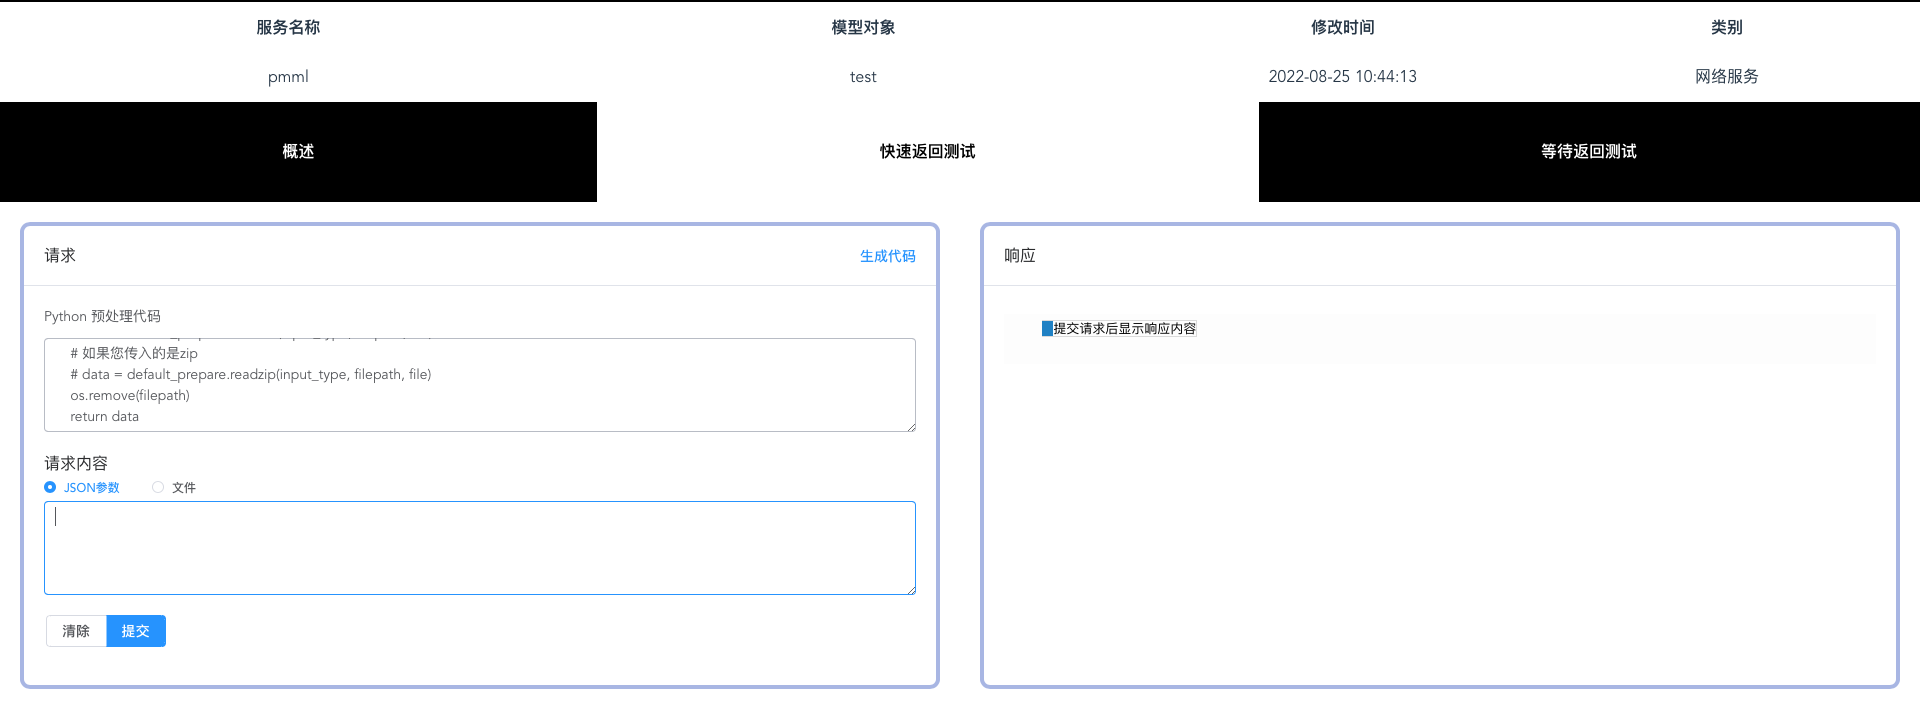 服务名称 模型对象 修改时间 类别
pmml test 2022-08-25 10:44:13 网络服务
概述 快速返回测试 等待返回测试
请求 生成代码
Python 预处理代码
# 如果您传入的是zip
# data = default_prepare.readzip(input_type, filepath, file)
os.remove(filepath)
return data
请求内容
JSON参数 文件
清除 提交
响应
提交请求后显示响应内容